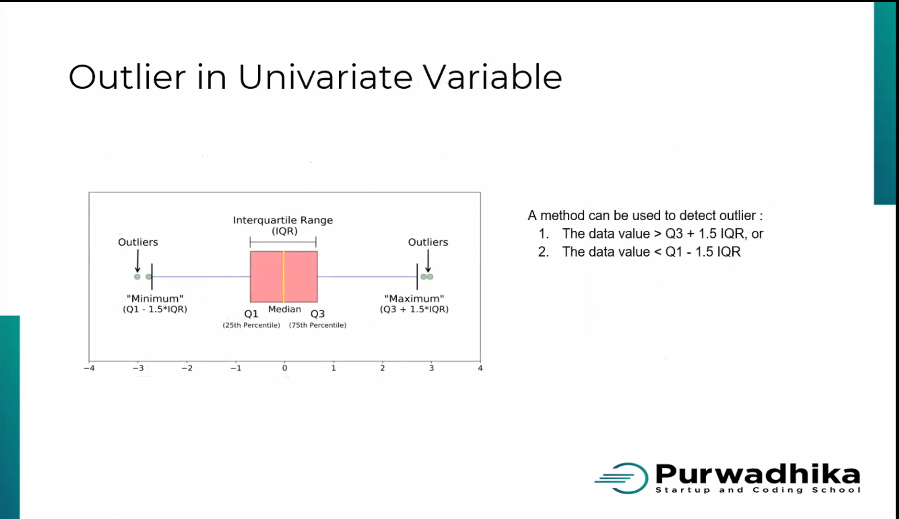 Outlier in Univariate Variable
Interquartile Range
(IQR)
Outliers
Outliers
"Minimum"
(Q1 - 1.5*IQR)
"Maximum"
(Q3 + 1.5*IQR)
Q1
Median
Q3
(25th Percentile)
(75th Percentile)
−4 −3 −2 −1 0 1 2 3 4
A method can be used to detect outlier :
1. The data value > Q3 + 1.5 IQR, or
2. The data value < Q1 - 1.5 IQR
Purwadhika
Startup and Coding School